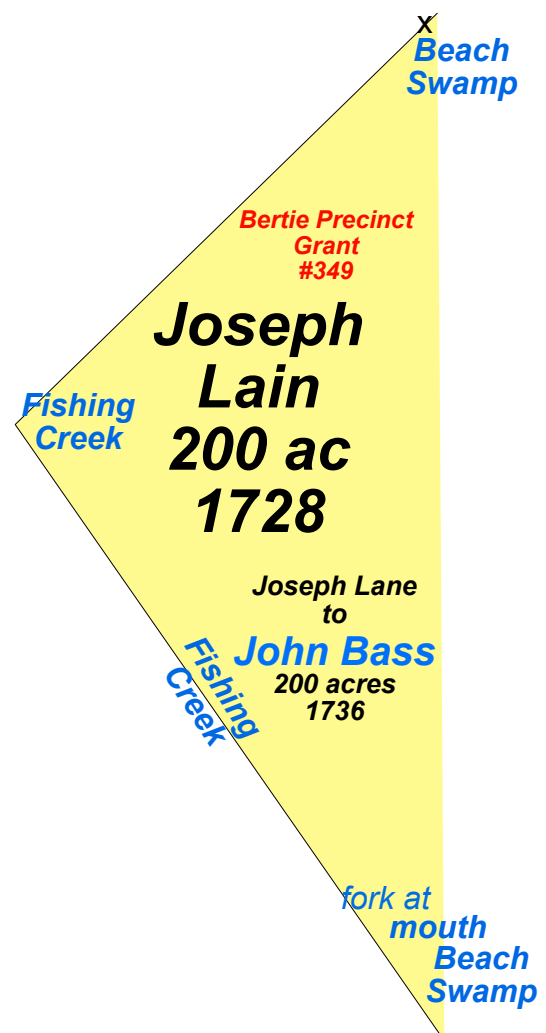 x
Beach
Swamp
Bertie Precinct
Grant
#349
Joseph
Lain
200 ac
1728
Fishing
Creek
Joseph Lane
to
John Bass
200 acres
1736
Fishing
Creek
fork at
mouth
Beach
Swamp